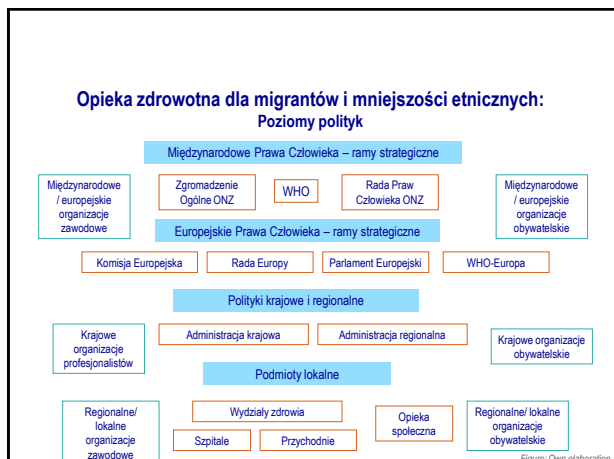 Opieka zdrowotna dla migrantów i mniejszości etnicznych:
Poziomy polityk
Międzynarodowe Prawa Człowieka – ramy strategiczne
Międzynarodowe
/ europejskie
organizacje
zawodowe
Zgromadzenie
Ogólne ONZ
WHO
Rada Praw
Człowieka ONZ
Międzynarodowe
/ europejskie
organizacje
obywatelskie
Europejskie Prawa Człowieka – ramy strategiczne
Komisja Europejska
Rada Europy
Parlament Europejski
WHO-Europa
Polityki krajowe i regionalne
Krajowe
organizacje
profesjonalistów
Administracja krajowa
Administracja regionalna
Krajowe organizacje
obywatelskie
Podmioty lokalne
Regionalne/
lokalne
organizacje
zawodowe
Wydziały zdrowia
Szpitale
Przychodnie
Opieka
społeczna
Regionalne/ lokalne
organizacje
obywatelskie
Figure: Own elaboration